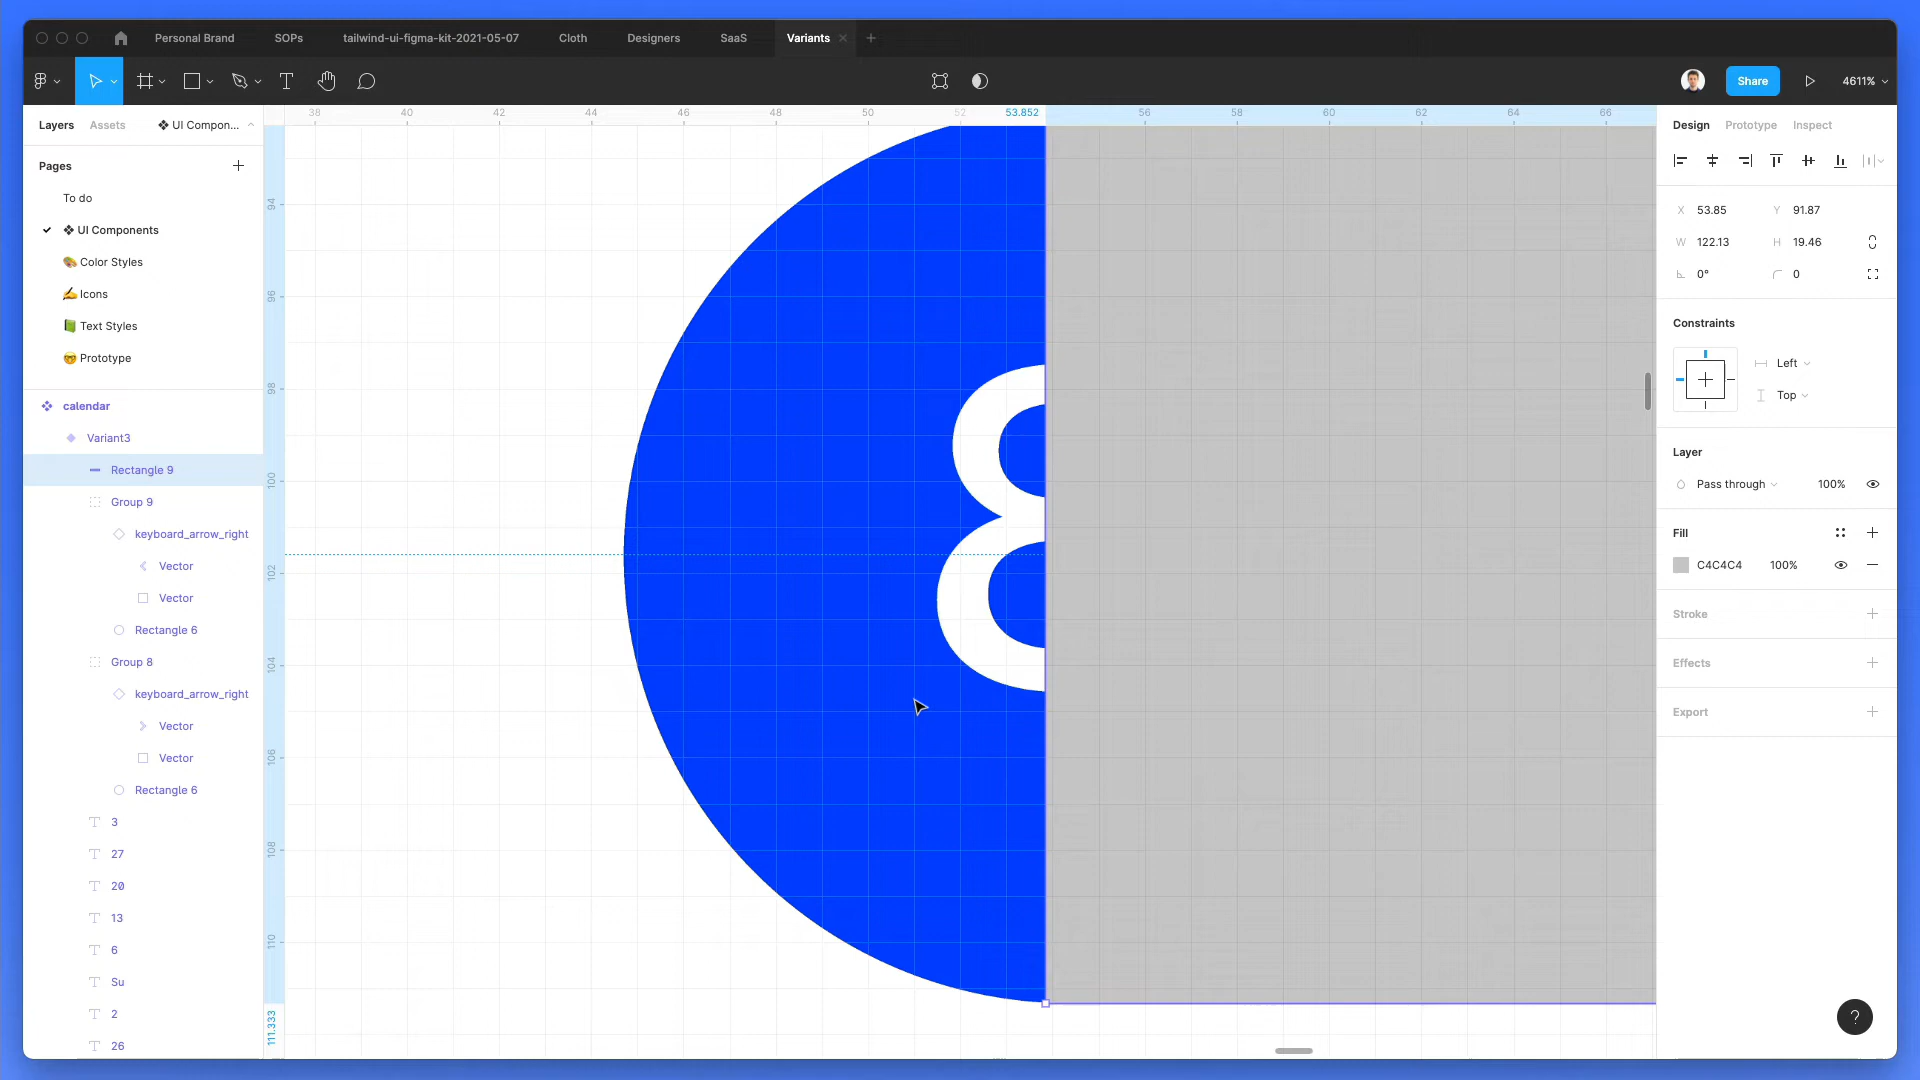 Personal Brand
SOPs
tailwind-ui-figma-kit-2021-05-07
Cloth
Designers
SaaS
Variants
Share
4611%
Layers
Assets
UI Compon...
Pages
To do
UI Components
Color Styles
Icons
Text Styles
Prototype
calendar
Variant3
Rectangle 9
Group 9
keyboard_arrow_right
Vector
Vector
Rectangle 6
Group 8
keyboard_arrow_right
Vector
Vector
Rectangle 6
3
27
20
13
6
Su
2
26
38
40
42
44
46
48
50
52
53.852
56
58
60
62
64
66
94
96
98
100
102
104
106
108
110
111.333
8
Design
Prototype
Inspect
X 53.85
Y 91.87
W 122.13
H 19.46
0°
0
Constraints
Left
Top
Layer
Pass through
100%
Fill
C4C4C4
100%
Stroke
Effects
Export
?